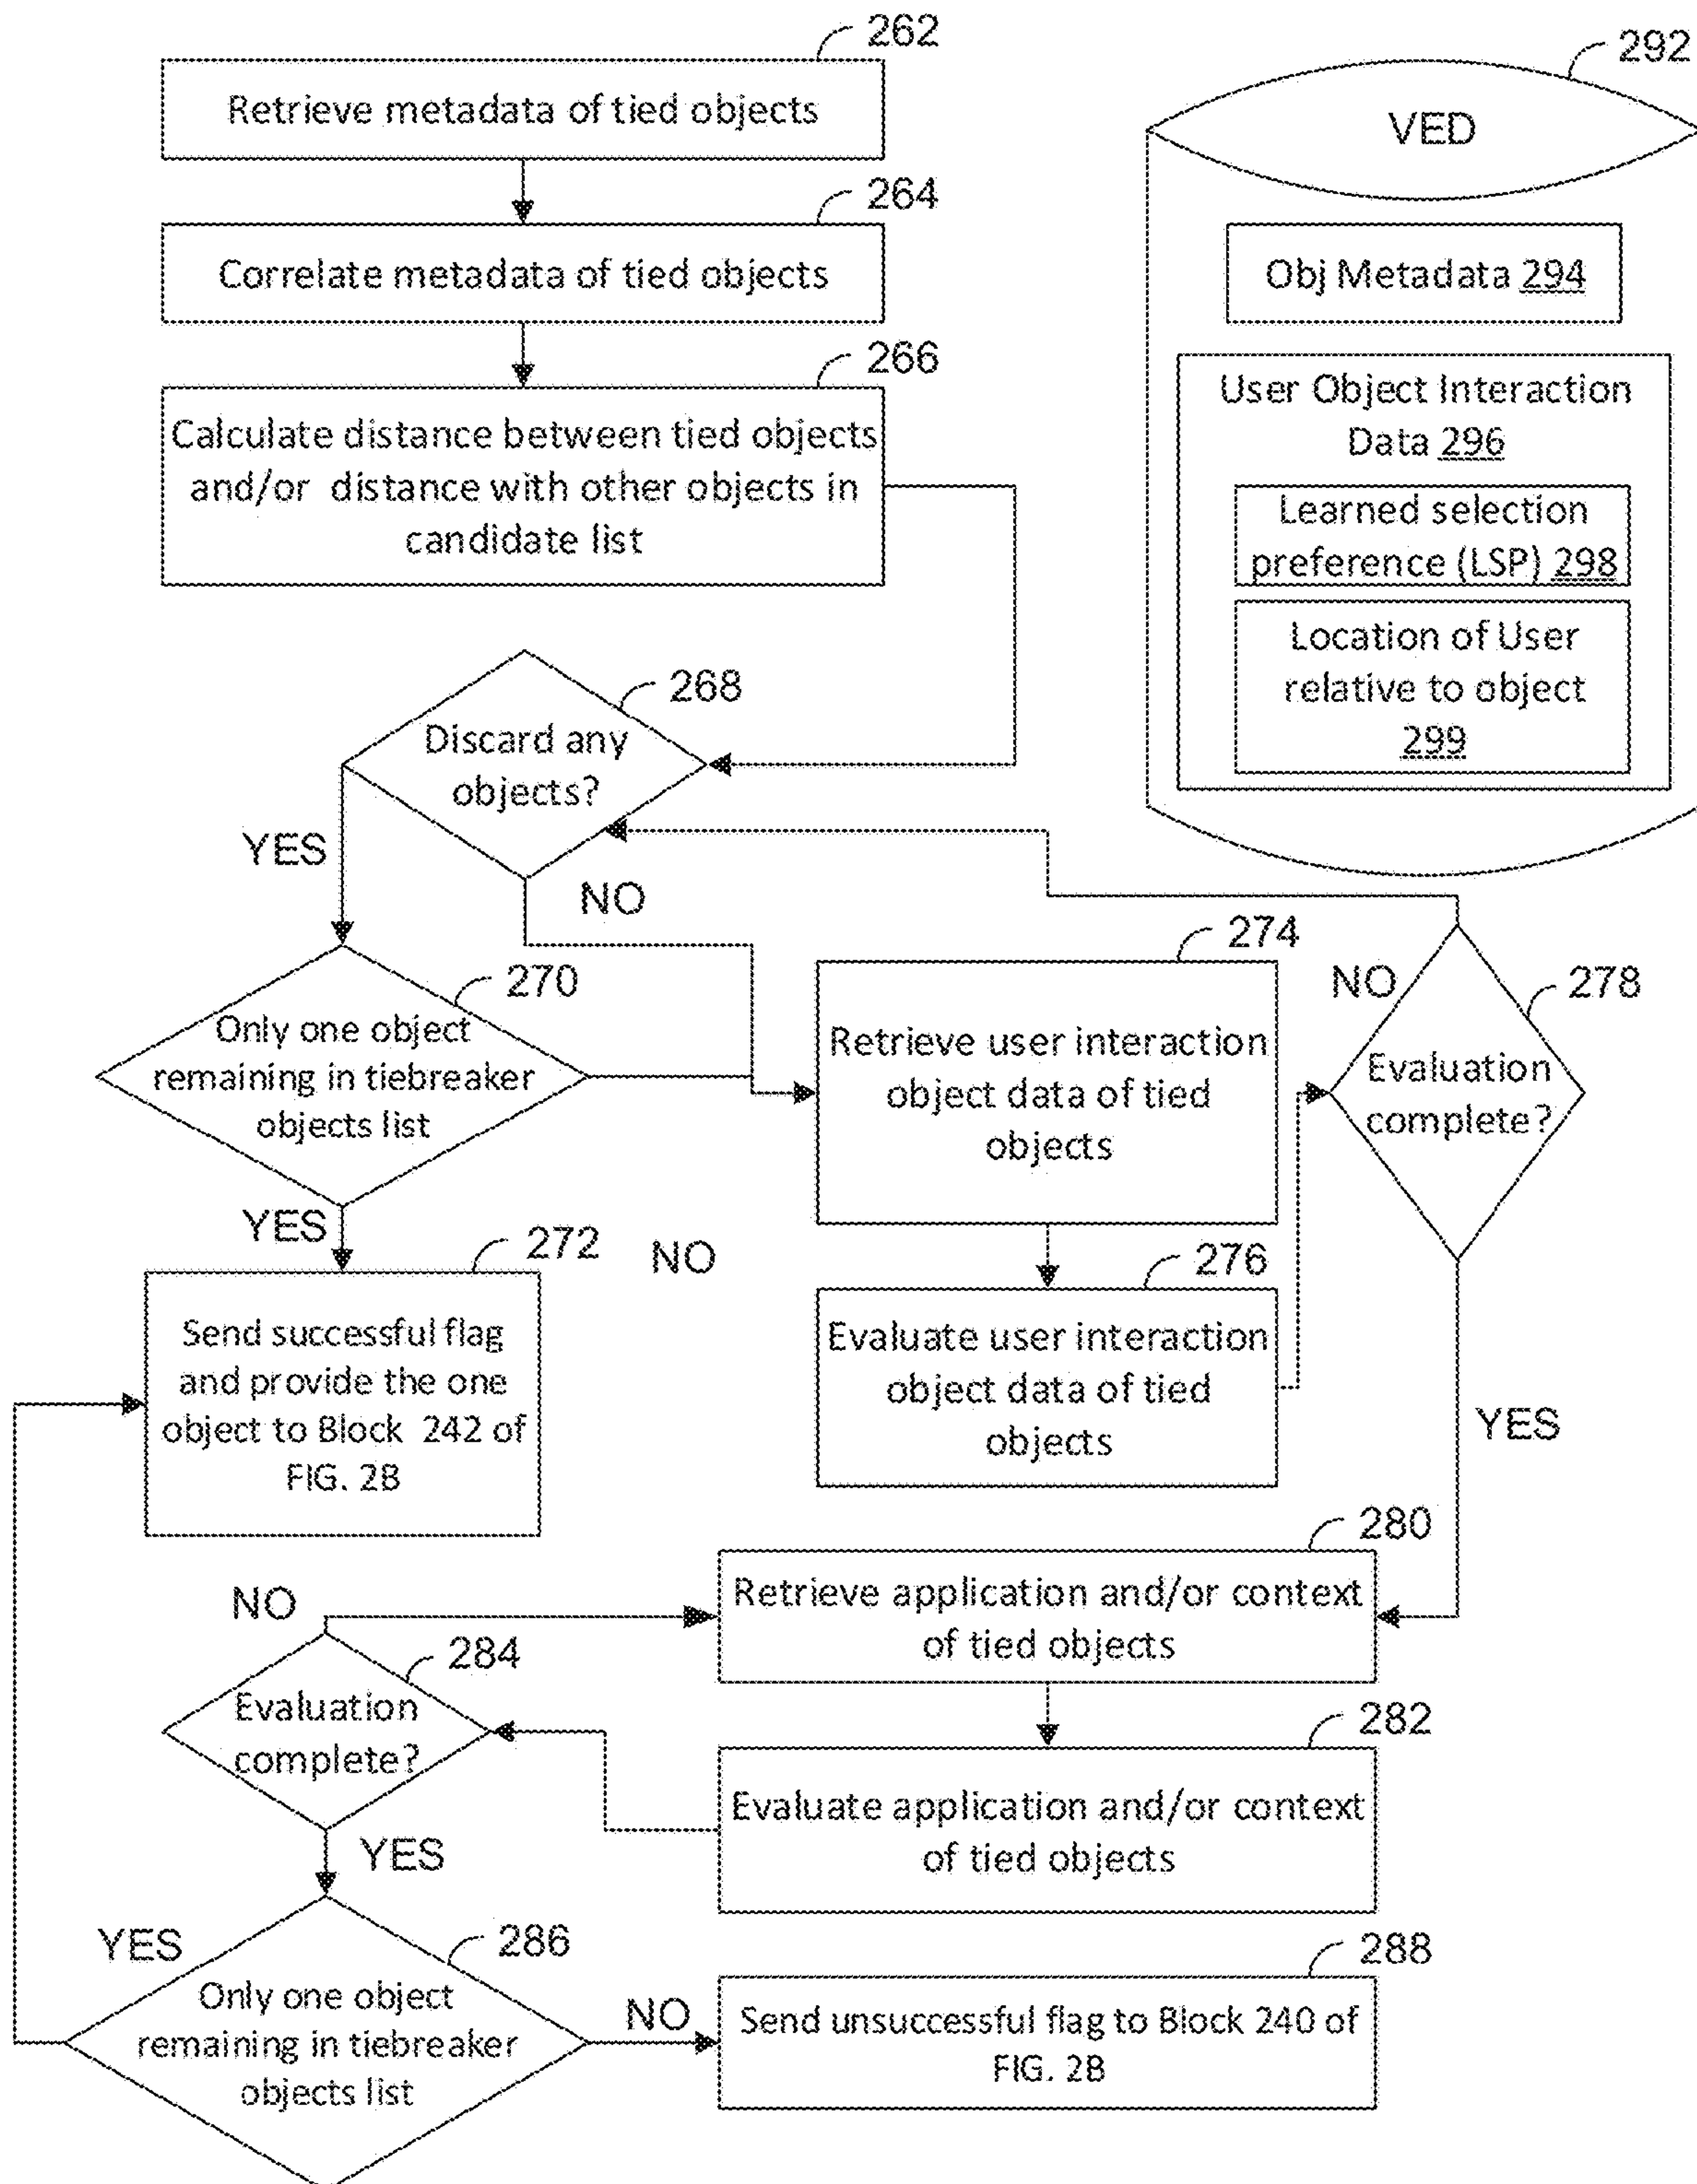 262
Retrieve metadata of tied objects
264
Correlate metadata of tied objects
266
Calculate distance between tied objects
and/or distance with other objects in
candidate list
292
VED
Obj Metadata 294
User Object Interaction
Data 296
Learned selection
preference (LSP) 298
Location of User
relative to object
299
268
Discard any
objects?
YES
NO
270
Only one object
remaining in tiebreaker
objects list
YES
NO
272
Send successful flag
and provide the one
object to Block 242 of
FIG. 2B
274
Retrieve user interaction
object data of tied
objects
276
Evaluate user interaction
object data of tied
objects
278
NO
Evaluation
complete?
YES
280
Retrieve application and/or context
of tied objects
282
Evaluate application and/or context
of tied objects
NO
284
Evaluation
complete?
YES
YES
286
Only one object
remaining in tiebreaker
objects list
NO
288
Send unsuccessful flag to Block 240 of
FIG. 2B